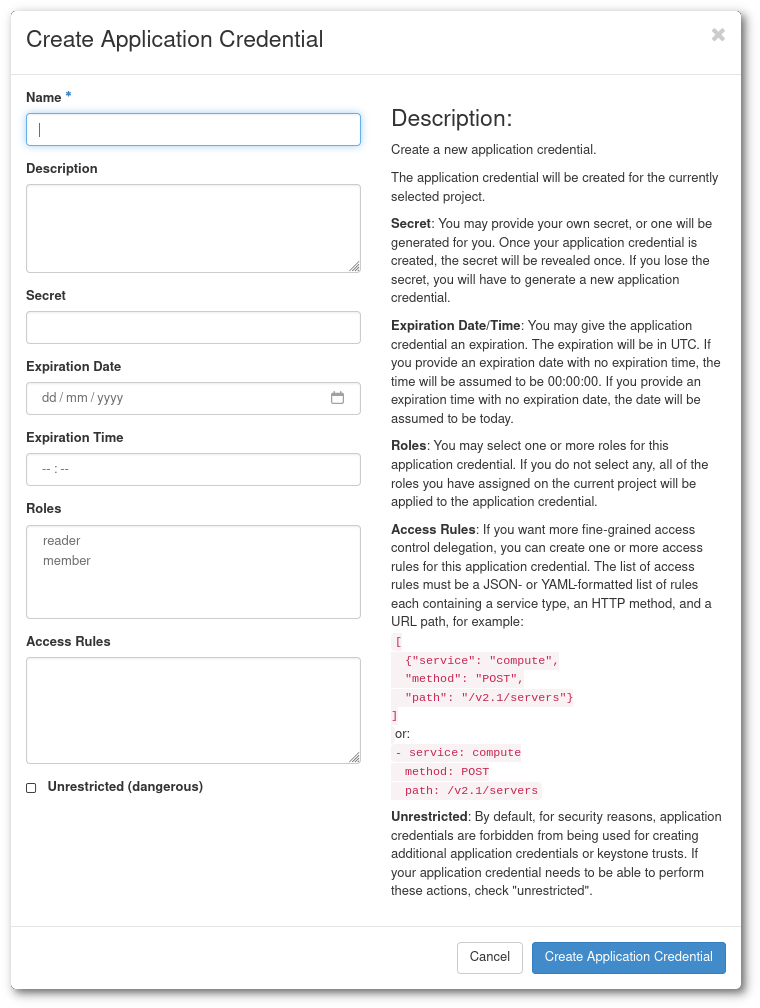 Create Application Credential
✖
Name *
Description
Secret
Expiration Date
dd / mm / yyyy
Expiration Time
-- : --
Roles
reader
member
Access Rules
Unrestricted (dangerous)
Description:
Create a new application credential.
The application credential will be created for the currently
selected project.
Secret: You may provide your own secret, or one will be
generated for you. Once your application credential is
created, the secret will be revealed once. If you lose the
secret, you will have to generate a new application
credential.
Expiration Date/Time: You may give the application
credential an expiration. The expiration will be in UTC. If
you provide an expiration date with no expiration time, the
time will be assumed to be 00:00:00. If you provide an
expiration time with no expiration date, the date will be
assumed to be today.
Roles: You may select one or more roles for this
application credential. If you do not select any, all of the
roles you have assigned on the current project will be
applied to the application credential.
Access Rules: If you want more fine-grained access
control delegation, you can create one or more access
rules for this application credential. The list of access
rules must be a JSON- or YAML-formatted list of rules
each containing a service type, an HTTP method, and a
URL path, for example:
[
{"service": "compute",
"method": "POST",
"path": "/v2.1/servers"}
]
or:
- service: compute
method: POST
path: /v2.1/servers
Unrestricted: By default, for security reasons, application
credentials are forbidden from being used for creating
additional application credentials or keystone trusts. If
your application credential needs to be able to perform
these actions, check "unrestricted".
Cancel
Create Application Credential